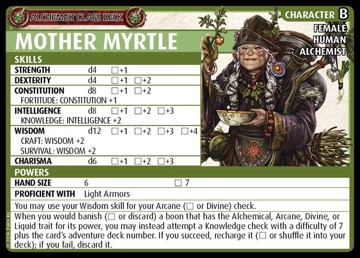 ALCHEMIST CLASS DECK
CHARACTER B
MOTHER MYRTLE
FEMALE
HUMAN
ALCHEMIST
SKILLS
STRENGTH d4 □ +1
DEXTERITY d4 □ +1 □ +2
CONSTITUTION d8 □ +1 □ +2
FORTITUDE: CONSTITUTION +1
INTELLIGENCE d8 □ +1 □ +2 □ +3
KNOWLEDGE: INTELLIGENCE +2
WISDOM d12 □ +1 □ +2 □ +3 □ +4
CRAFT: WISDOM +2
SURVIVAL: WISDOM +2
CHARISMA d6 □ +1 □ +2 □ +3
POWERS
HAND SIZE 6 □ 7
PROFICIENT WITH Light Armors
You may use your Wisdom skill for your Arcane (□ or Divine) check.
When you would banish (□ or discard) a boon that has the Alchemical, Arcane, Divine, or
Liquid trait for its power, you may instead attempt a Knowledge check with a difficulty of 7
plus the card's adventure deck number. If you succeed, recharge it (□ or shuffle it into your
deck); if you fail, discard it.